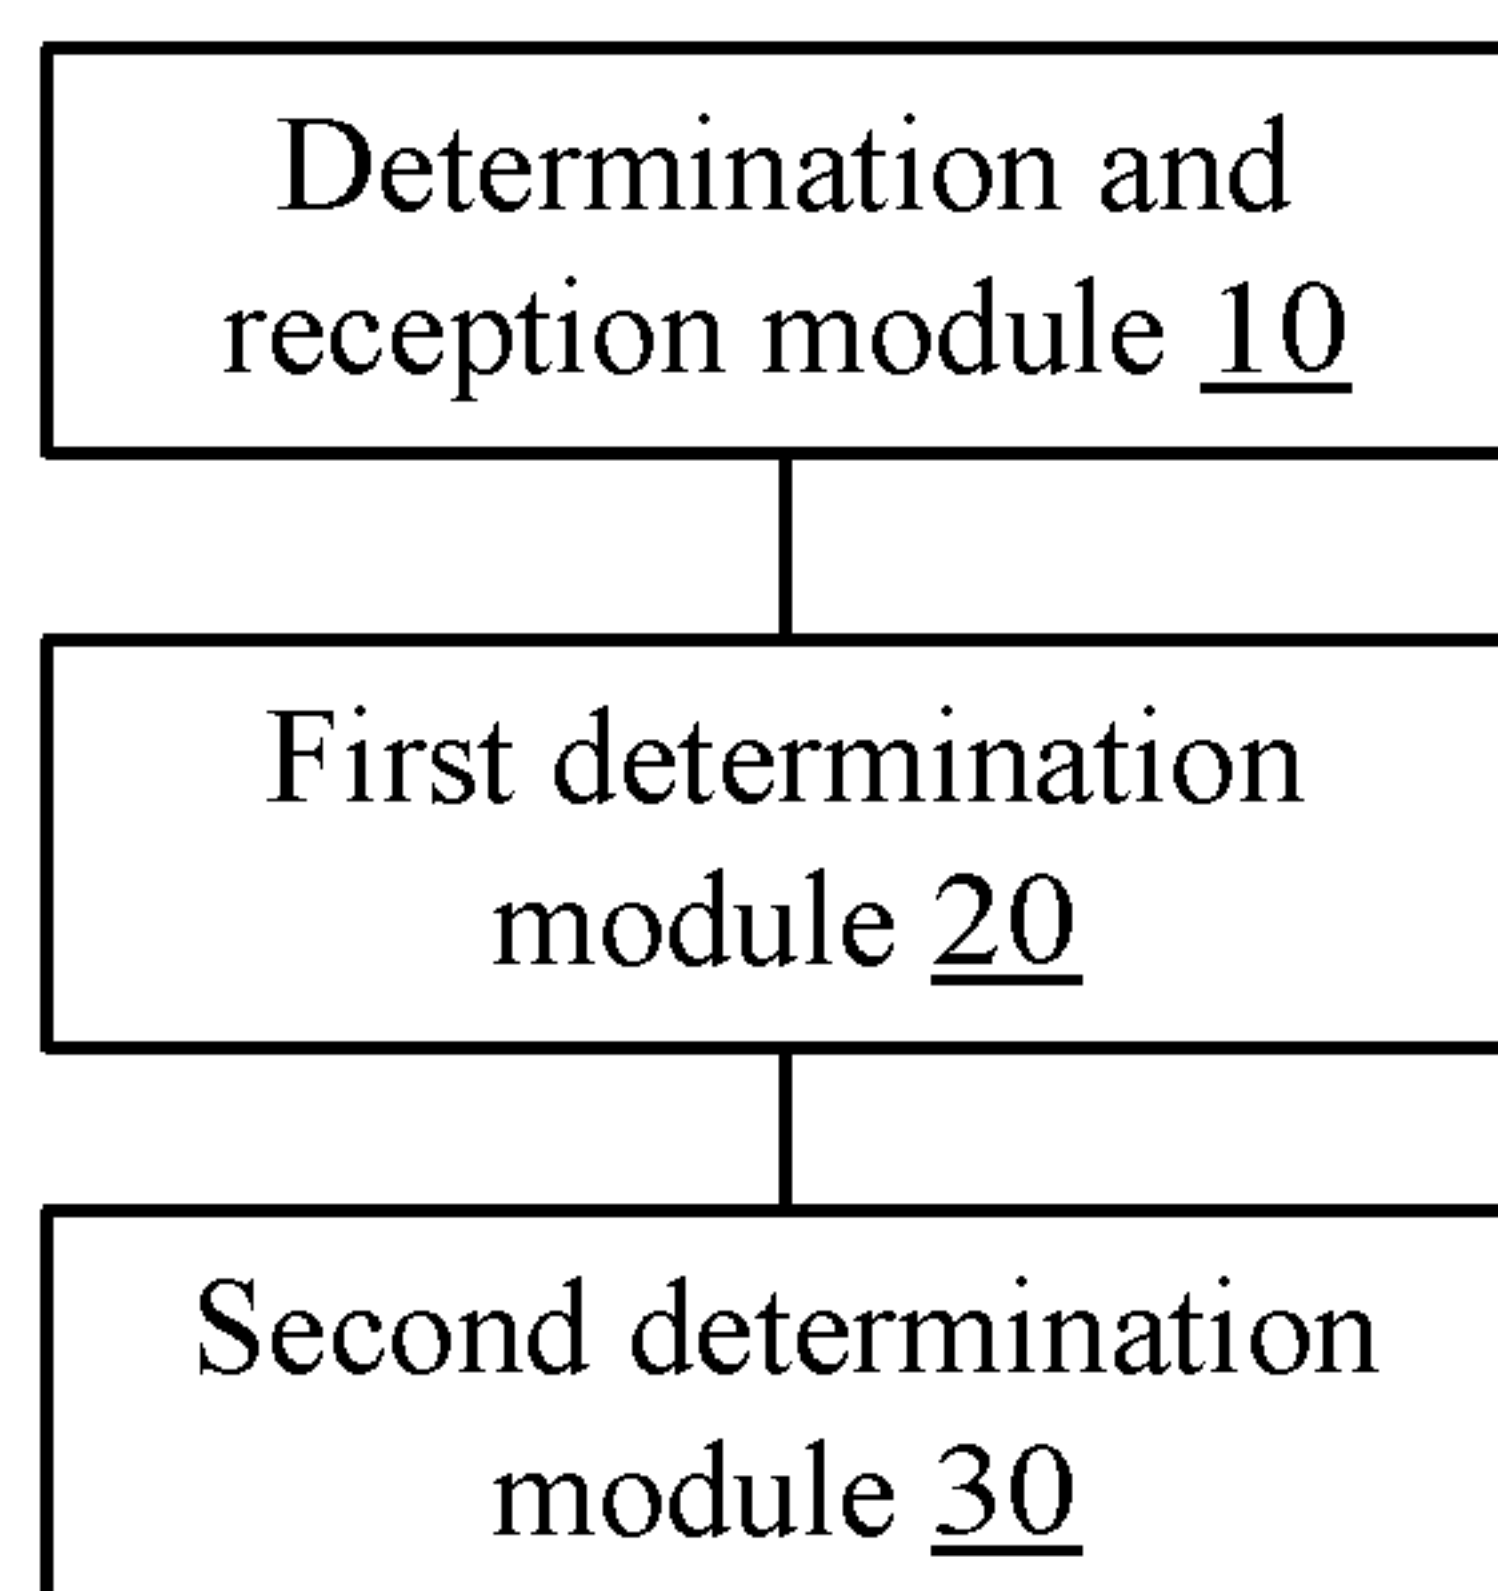 Determination and
reception module 10
First determination
module 20
Second determination
module 30